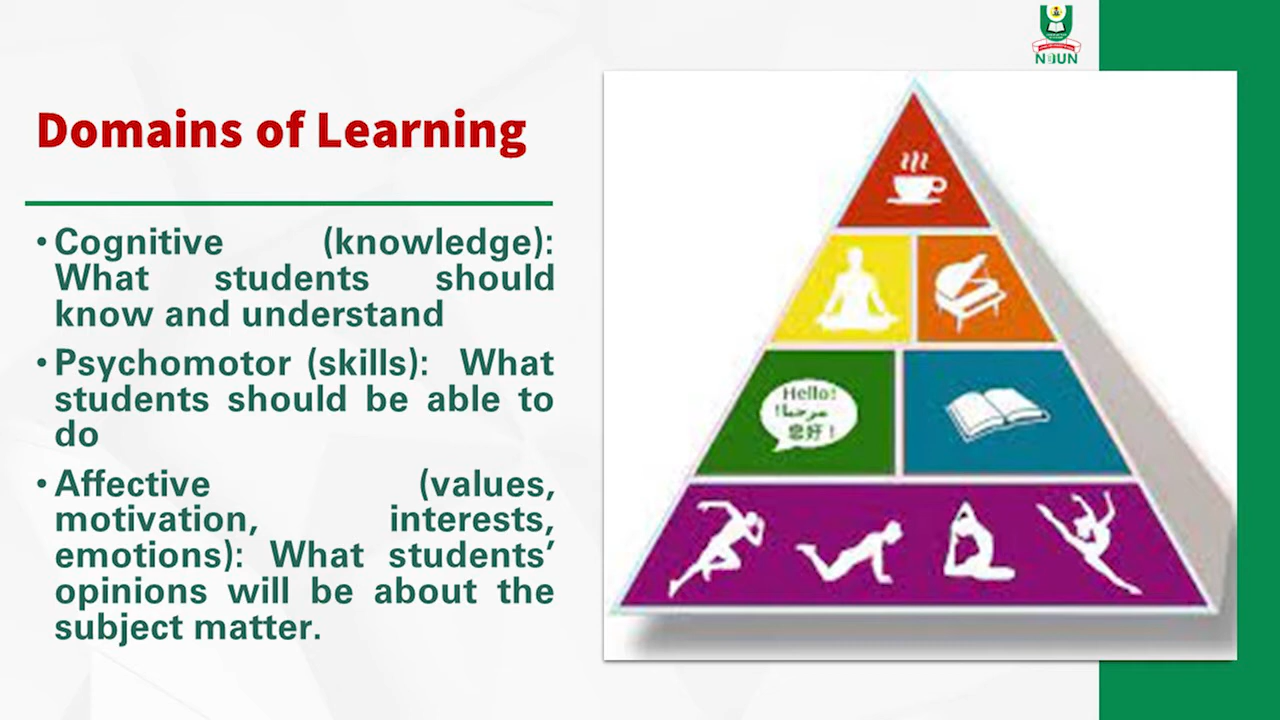 NOUN
Domains of Learning
• Cognitive (knowledge):
What students should
know and understand
• Psychomotor (skills): What
students should be able to
do
• Affective (values,
motivation, interests,
emotions): What students’
opinions will be about the
subject matter.
Hello!
مرحبا!
您好！